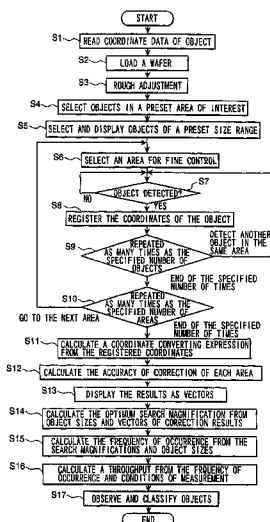 START
S1
READ COORDINATE DATA OF OBJECT
S2
LOAD A WAFER
S3
ROUGH ADJUSTMENT
S4
SELECT OBJECTS IN A PRESET AREA OF INTEREST
S5
SELECT AND DISPLAY OBJECTS OF A PRESET SIZE RANGE
S6
SELECT AN AREA FOR FINE CONTROL
S7
OBJECT DETECTED?
NO
YES
S8
REGISTER THE COORDINATES OF THE OBJECT
S9
REPEATED
AS MANY TIMES AS THE
SPECIFIED NUMBER OF
OBJECTS
DETECT ANOTHER
OBJECT IN THE
SAME AREA
END OF THE SPECIFIED
NUMBER OF TIMES
S10
REPEATED
AS MANY TIMES AS THE
SPECIFIED NUMBER OF
AREAS
GO TO THE NEXT AREA
END OF THE SPECIFIED
NUMBER OF TIMES
S11
CALCULATE A COORDINATE CONVERTING EXPRESSION
FROM THE REGISTERED COORDINATES
S12
CALCULATE THE ACCURACY OF CORRECTION OF EACH AREA
S13
DISPLAY THE RESULTS AS VECTORS
S14
CALCULATE THE OPTIMUM SEARCH MAGNIFICATION FROM
OBJECT SIZES AND VECTORS OF CORRECTION RESULTS
S15
CALCULATE THE FREQUENCY OF OCCURRENCE FROM THE
SEARCH MAGNIFICATIONS AND OBJECT SIZES
S16
CALCULATE A THROUGHPUT FROM THE FRQUENCY OF
OCCURRENCE AND CONDITIONS OF MEASUREMENT
S17
OBSERVE AND CLASSIFY OBJECTS
END